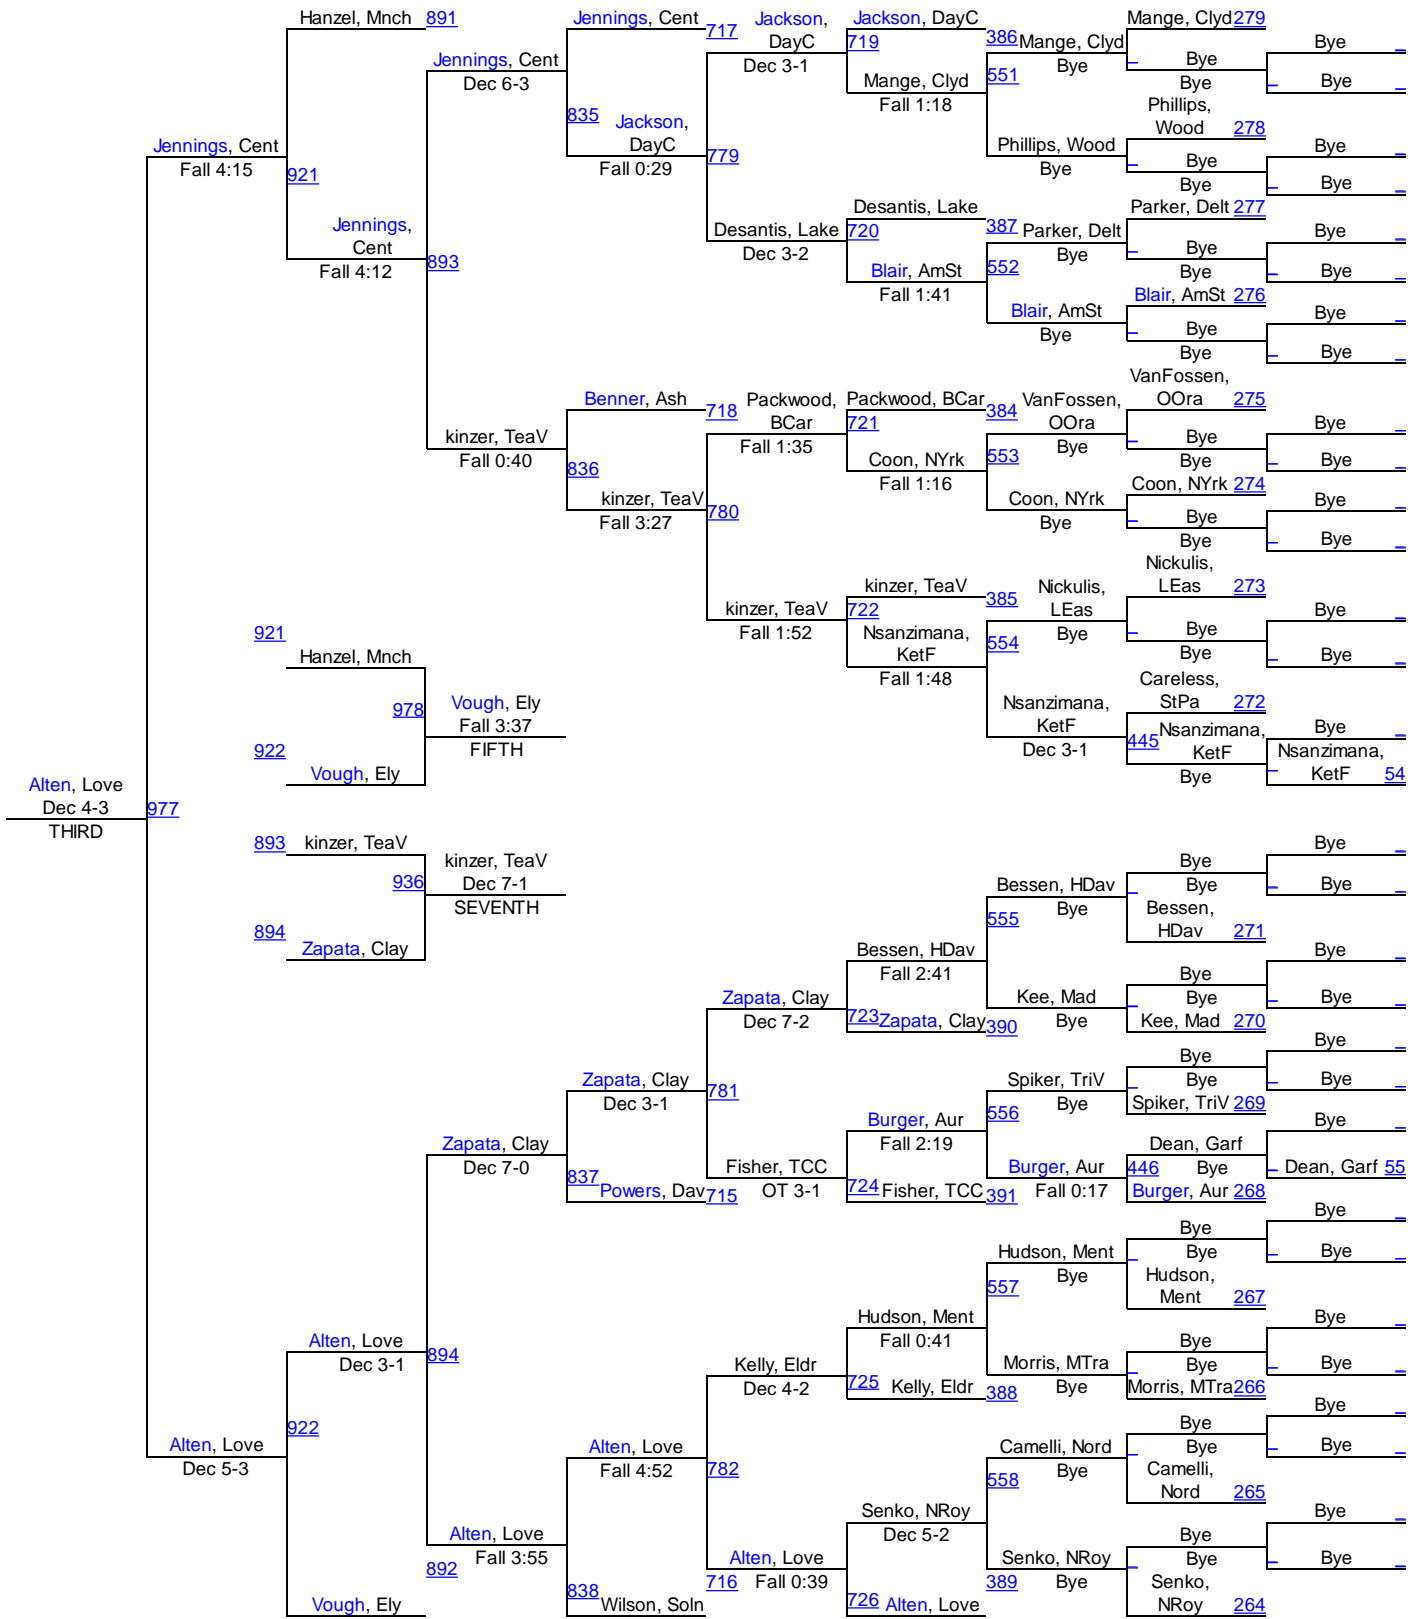 Hanzel, Mnch 891
Jennings, Cent
717
Jackson,
DayC
Dec 3-1
Jackson, DayC
719
386
Mange, Clyd
Bye
Mange, Clyd 279
Bye
Bye
Bye
Bye
Jennings, Cent
Dec 6-3
Mange, Clyd
Fall 1:18
551
835
Jackson,
DayC
Fall 0:29
779
Phillips, Wood
Bye
Phillips,
Wood 278
Bye
Bye
Bye
Bye
Jennings, Cent
Fall 4:15
921
Jennings,
Cent
Fall 4:12
893
Desantis, Lake
Dec 3-2
Desantis, Lake
720
387
Parker, Delt
Bye
Parker, Delt 277
Bye
Bye
Bye
Bye
Blair, AmSt
Fall 1:41
552
Blair, AmSt
Bye
Blair, AmSt 276
Bye
Bye
Bye
Bye
kinzer, TeaV
Fall 0:40
Benner, Ash
718
Packwood,
BCar
Fall 1:35
Packwood, BCar
721
384
VanFossen,
OOra
Bye
VanFossen,
OOra 275
Bye
Bye
Bye
Bye
836
kinzer, TeaV
Fall 3:27
780
Coon, NYrk
Fall 1:16
553
Coon, NYrk
Bye
Coon, NYrk 274
Bye
Bye
Bye
Bye
kinzer, TeaV
Fall 1:52
kinzer, TeaV
722
385
Nickulis,
LEas
Bye
Nickulis,
LEas 273
Bye
Bye
Bye
Bye
Nsanzimana,
KetF
Fall 1:48
554
Nsanzimana,
KetF
Dec 3-1
Careless,
StPa 272
445
Nsanzimana,
KetF
Bye
Bye
Nsanzimana,
KetF 54
921
Hanzel, Mnch
978
Vough, Ely
Fall 3:37
FIFTH
922
Vough, Ely
Alten, Love
Dec 4-3
THIRD
977
893
kinzer, TeaV
936
kinzer, TeaV
Dec 7-1
SEVENTH
894
Zapata, Clay
Bessen, HDav
Fall 2:41
Bessen, HDav
Bye
555
Bye
Bye
Bessen,
HDav 271
Bye
Bye
Zapata, Clay
Dec 7-2
723
Zapata, Clay
390
Kee, Mad
Bye
Bye
Bye
Kee, Mad 270
Bye
Bye
Zapata, Clay
Dec 3-1
781
Burger, Aur
Fall 2:19
Spiker, TriV
Bye
556
Bye
Bye
Spiker, TriV 269
Bye
Bye
Zapata, Clay
Dec 7-0
837
Powers, Dav
715
Fisher, TCC
OT 3-1
724
Fisher, TCC
391
Burger, Aur
Fall 0:17
Dean, Garf
446
Bye
Burger, Aur 268
Bye
Dean, Garf 55
Alten, Love
Dec 3-1
894
Kelly, Eldr
Dec 4-2
Hudson, Ment
Fall 0:41
Hudson, Ment
Bye
557
Bye
Bye
Hudson,
Ment 267
Bye
Bye
725
Kelly, Eldr
388
Morris, MTra
Bye
Bye
Bye
Morris, MTra 266
Bye
Bye
Alten, Love
Dec 5-3
922
Alten, Love
Fall 4:52
782
Senko, NRoy
Dec 5-2
Camelli, Nord
Bye
558
Bye
Bye
Camelli,
Nord 265
Bye
Bye
Alten, Love
Fall 3:55
892
Vough, Ely
838
Wilson, Soln
716
Alten, Love
Fall 0:39
726
Alten, Love
389
Senko, NRoy
Bye
Bye
Bye
Senko,
NRoy 264
Bye
Bye